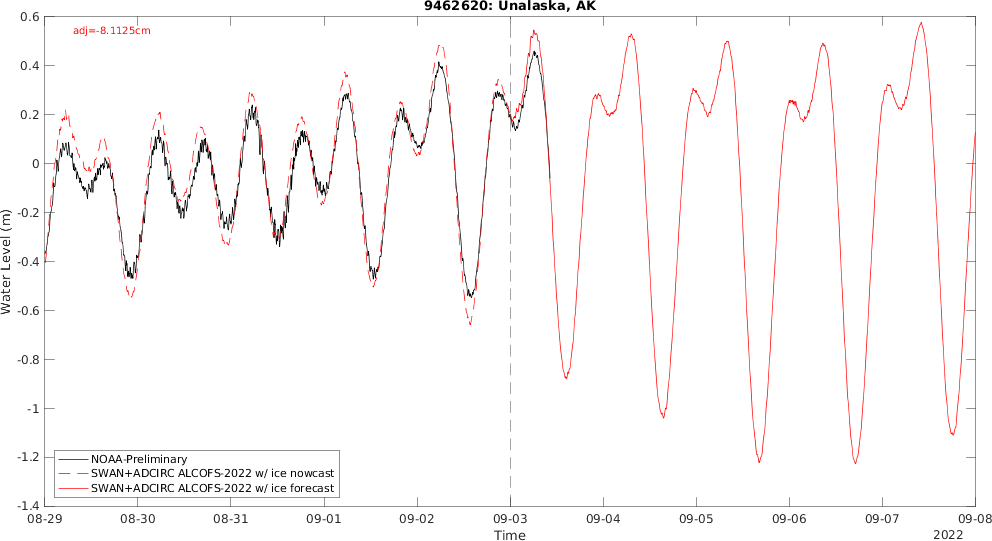 9462620: Unalaska, AK
adj=-8.1125cm
0.6
0.4
0.2
0
-0.2
-0.4
-0.6
-0.8
-1
-1.2
-1.4
Water Level (m)
NOAA-Preliminary
SWAN+ADCIRC ALCOFS-2022 w/ ice nowcast
SWAN+ADCIRC ALCOFS-2022 w/ ice forecast
08-29 08-30 08-31 09-01 09-02 09-03 09-04 09-05 09-06 09-07 09-08
Time
2022